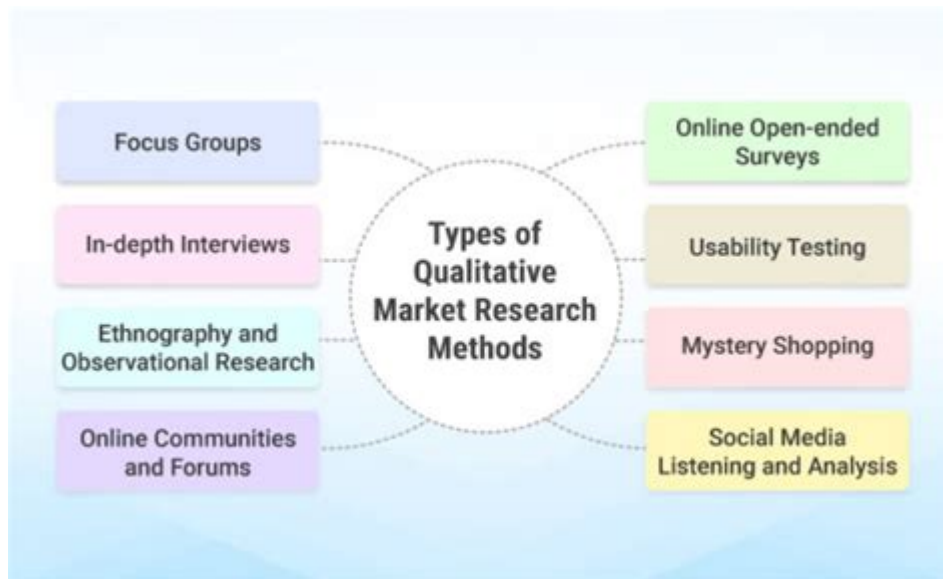 Focus Groups
In-depth Interviews
Ethnography and
Observational Research
Online Communities
and Forums
Types of
Qualitative
Market Research
Methods
Online Open-ended
Surveys
Usability Testing
Mystery Shopping
Social Media
Listening and Analysis